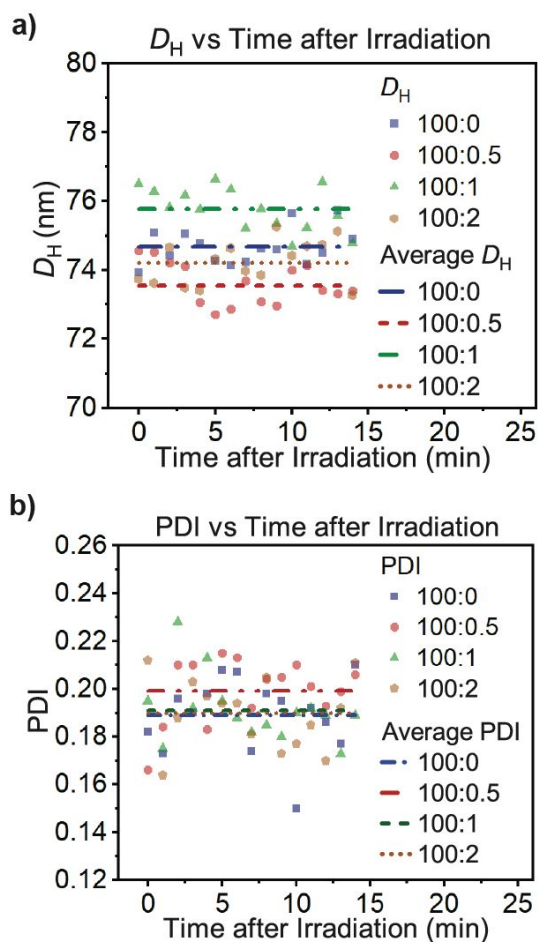 a)
D_H vs Time after Irradiation
80
78
76
74
72
70
D_H (nm)
D_H
100:0
100:0.5
100:1
100:2
Average D_H
100:0
100:0.5
100:1
100:2
0 5 10 15 20 25
Time after Irradiation (min)
b)
PDI vs Time after Irradiation
0.26
0.24
0.22
0.20
0.18
0.16
0.14
0.12
PDI
PDI
100:0
100:0.5
100:1
100:2
Average PDI
100:0
100:0.5
100:1
100:2
0 5 10 15 20 25
Time after Irradiation (min)